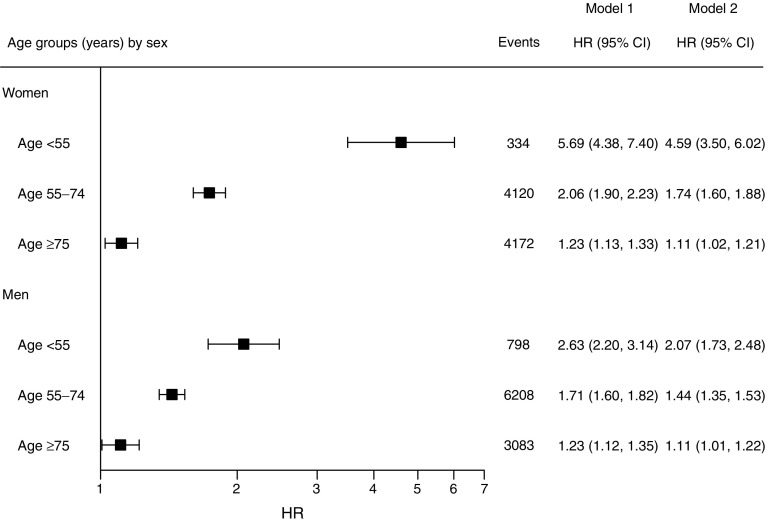 Model 1 Model 2
Age groups (years) by sex Events HR (95% CI) HR (95% CI)
Women
Age <55 334 5.69 (4.38, 7.40) 4.59 (3.50, 6.02)
Age 55–74 4120 2.06 (1.90, 2.23) 1.74 (1.60, 1.88)
Age ≥75 4172 1.23 (1.13, 1.33) 1.11 (1.02, 1.21)
Men
Age <55 798 2.63 (2.20, 3.14) 2.07 (1.73, 2.48)
Age 55–74 6208 1.71 (1.60, 1.82) 1.44 (1.35, 1.53)
Age ≥75 3083 1.23 (1.12, 1.35) 1.11 (1.01, 1.22)
1 2 3 4 5 6 7
HR